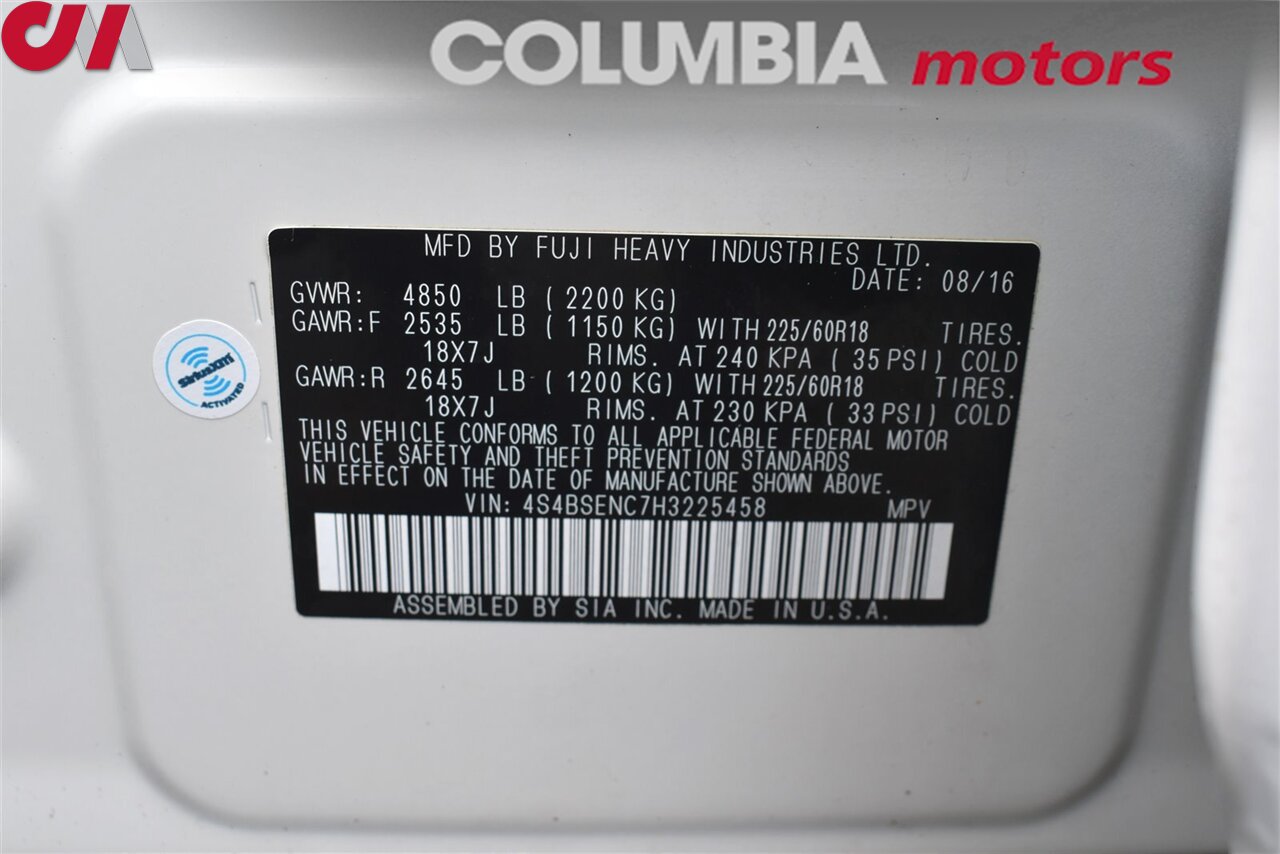 CM
COLUMBIA motors
MFD BY FUJI HEAVY INDUSTRIES LTD.
DATE: 08/16
GVWR: 4850 LB ( 2200 KG)
GAWR:F 2535 LB ( 1150 KG) WITH 225/60R18 TIRES.
18X7J RIMS. AT 240 KPA ( 35 PSI) COLD
GAWR:R 2645 LB ( 1200 KG) WITH 225/60R18 TIRES.
18X7J RIMS. AT 230 KPA ( 33 PSI) COLD
THIS VEHICLE CONFORMS TO ALL APPLICABLE FEDERAL MOTOR
VEHICLE SAFETY AND THEFT PREVENTION STANDARDS
IN EFFECT ON THE DATE OF MANUFACTURE SHOWN ABOVE.
VIN: 4S4BSENC7H3225458 MPV
ASSEMBLED BY SIA INC. MADE IN U.S.A.
((SiriusXM))
ACTIVATED